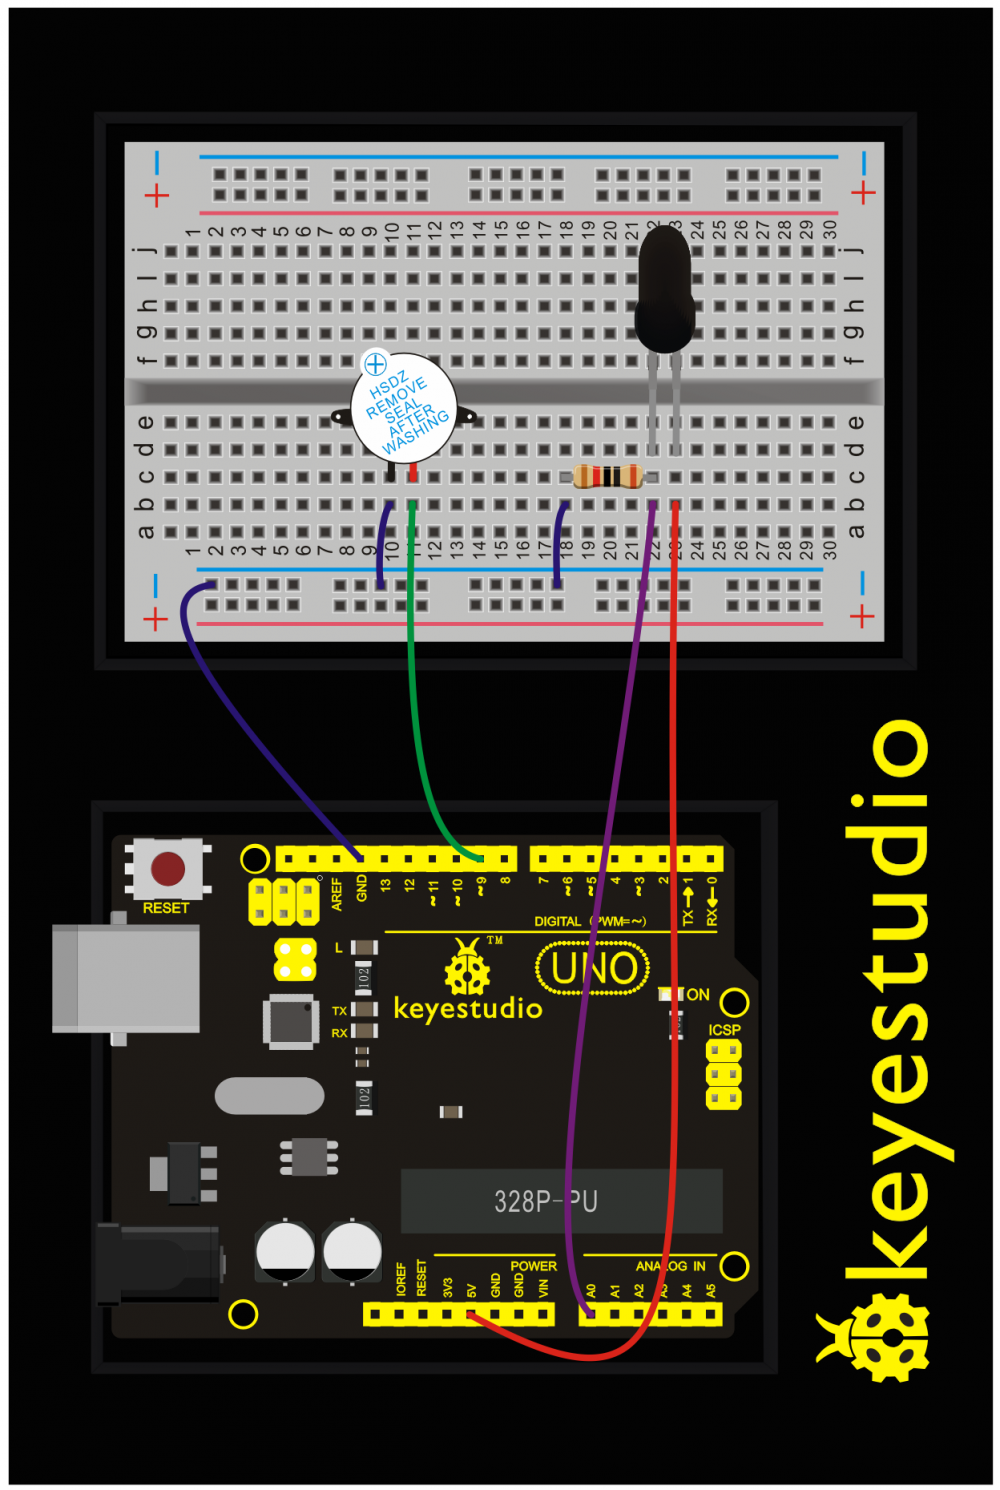 − −
+ +
1 2 3 4 5 6 7 8 9 10 11 12 13 14 15 16 17 18 19 20 21 22 23 24 25 26 27 28 29 30
j j
l l
h h
g g
f f
HSDZ
REMOVE
SEAL
AFTER
WASHING
e e
d d
c c
b b
a a
1 2 3 4 5 6 7 8 9 10 11 12 13 14 15 16 17 18 19 20 21 22 23 24 25 26 27 28 29 30
− −
+ +
RESET
AREF GND 13 12 ~11 ~10 ~9 8 7 ~6 ~5 4 ~3 2 TX→1 RX←0
DIGITAL (PWM=~)
L
102
TX
RX
102
TM
keyestudio
UNO
ON
ICSP
328P-PU
POWER
ANALOG IN
IOREF RESET 3V3 5V GND GND VIN A0 A1 A2 A3 A4 A5
keyestudio